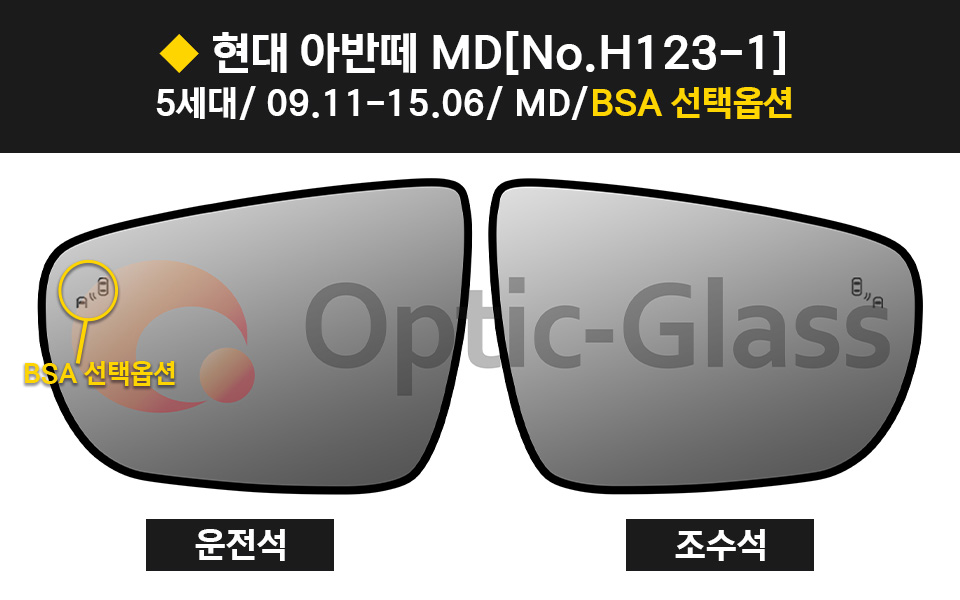 ◆ 현대 아반떼 MD[No.H123-1]
5세대/ 09.11-15.06/ MD/BSA 선택옵션
Optic-Glass
BSA 선택옵션
운전석
조수석